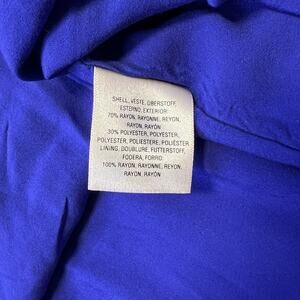 SHELL, VESTE, OBERSTOFF,
ESTERNO, EXTERIOR:
70% RAYON, RAYONNE, REYON,
RAYON, RAYÓN
30% POLYESTER, POLYESTER,
POLYESTER, POLIESTERE, POLIÉSTER
LINING, DOUBLURE, FUTTERSTOFF,
FODERA, FORRO:
100% RAYON, RAYONNE, REYON,
RAYON, RAYÓN